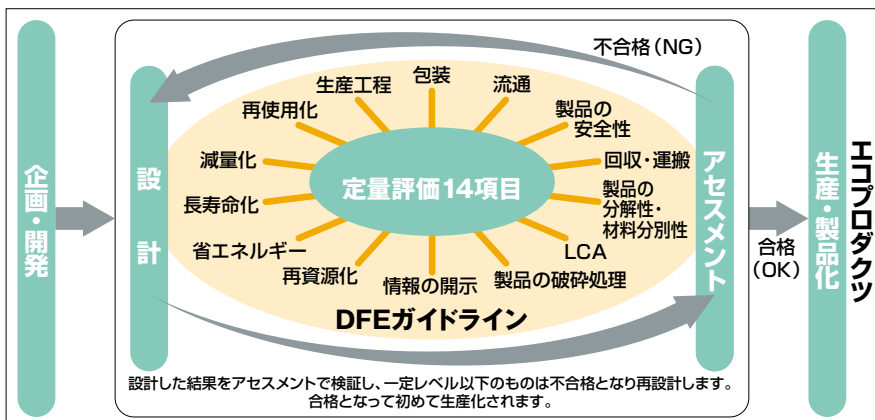 企画・開発
設計
不合格(NG)
包装
生産工程
流通
再使用化
製品の
安全性
減量化
回収・運搬
定量評価14項目
長寿命化
製品の
分解性・
材料分別性
省エネルギー
LCA
再資源化
製品の破砕処理
情報の開示
DFEガイドライン
アセスメント
合格
(OK)
生産・製品化
エコプロダクツ
設計した結果をアセスメントで検証し、一定レベル以下のものは不合格となり再設計します。
合格となって初めて生産化されます。